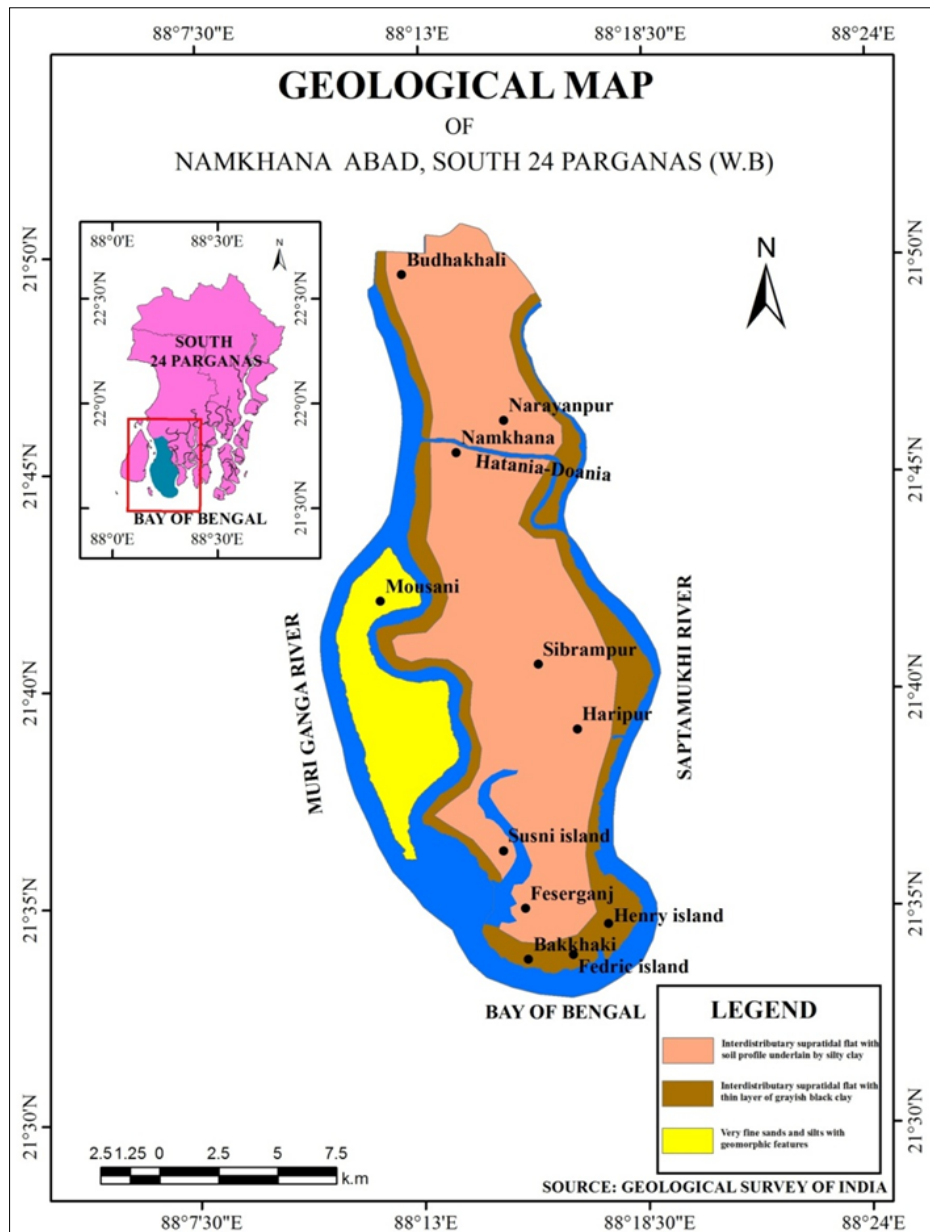 88°7'30"E 88°13' 88°18'30" 88°24'
GEOLOGICAL MAP
OF
NAMKHANA ABAD, SOUTH 24 PARGANAS (W.B)
88°0'E 88°30'E
N
22°30'N 22°30'N
SOUTH
24 PARGANAS
22°0'N 22°0'N
21°30'N 21°30'N
BAY OF BENGAL
88°0'E 88°30'E
N
21°50'N 21°50'N
Budhakhali
Narayanpur
Namkhana
Hatania-Doania
21°45'N 21°45'N
Mousani
MURI GANGA RIVER
SAPTAMUKHI RIVER
Sibrampur
21°40'N 21°40'N
Haripur
Susni island
Feserganj
21°35'N 21°35'N
Henry island
Bakkhaki
Fedric island
BAY OF BENGAL
LEGEND
Interdistributary supratidal flat with
soil profile underlain by silty clay
Interdistributary supratidal flat with
thin layer of grayish black clay
Very fine sands and silts with
geomorphic features
21°30'N 21°30'N
2.5 1.25 0 2.5 5 7.5
k.m
SOURCE: GEOLOGICAL SURVEY OF INDIA
88°7'30"E 88°13' 88°18'30" 88°24'E